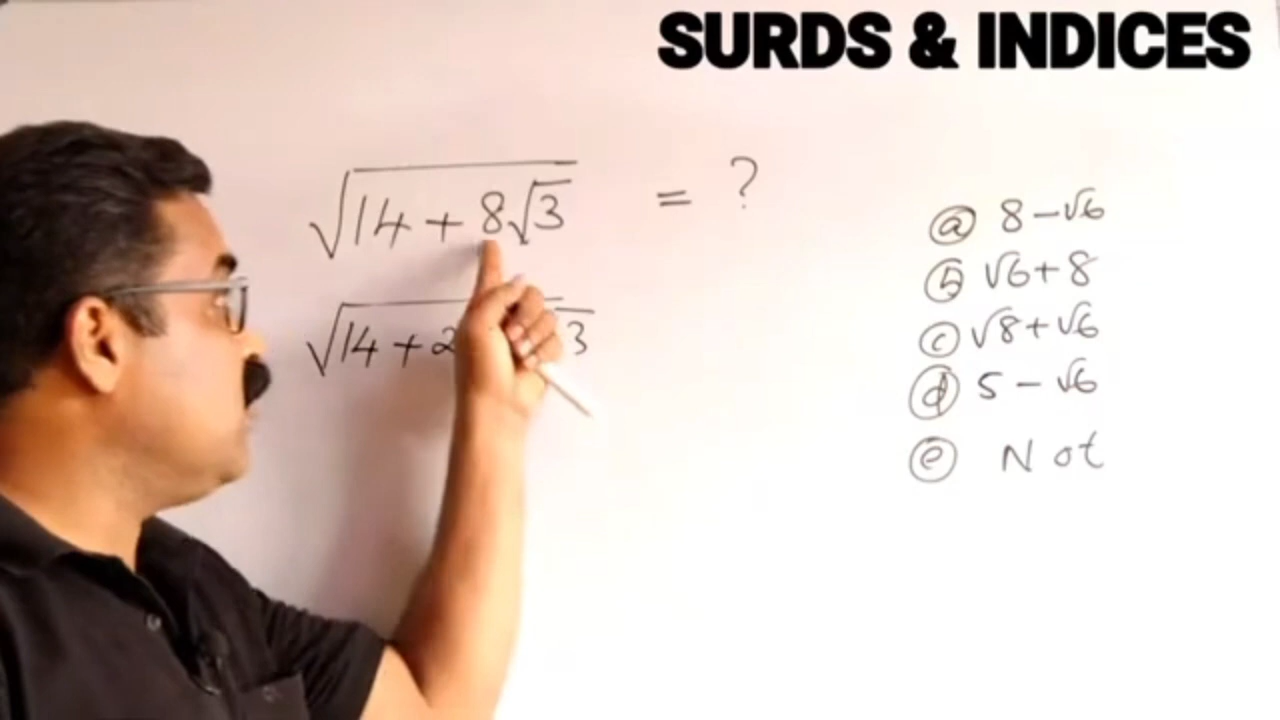 SURDS & INDICES
√14 + 8√3 = ?
√14 + 2 3
ⓐ 8 - √6
ⓑ √6 + 8
ⓒ √8 + √6
ⓓ 5 - √6
ⓔ Not